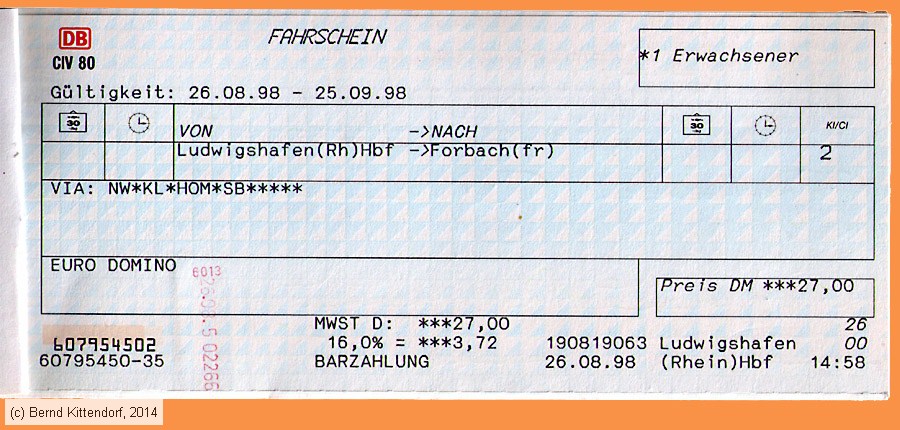 DB
FAHRSCHEIN
CIV 80
*1 Erwachsener
Gültigkeit: 26.08.98 - 25.09.98
30
30
Kl/Cl
VON ->NACH
Ludwigshafen(Rh)Hbf ->Forbach(fr) 2
VIA: NW*KL*HOM*SB*****
EURO DOMINO
6013
Preis DM ***27,00
MWST D: ***27,00 26
607954502 16,0% = ***3,72 190819063 Ludwigshafen 00
60795450-35 BARZAHLUNG 26.08.98 (Rhein)Hbf 14:58
(c) Bernd Kittendorf, 2014